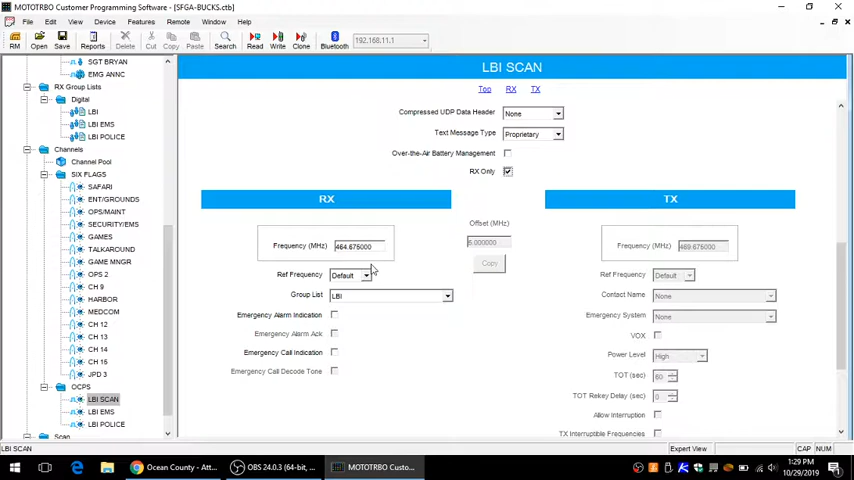 MOTOTRBO Customer Programming Software - [SFGA-BUCKS.ctb]
File Edit View Device Features Remote Window Help
RM Open Save Reports Delete Cut Copy Paste Search Read Write Clone Bluetooth 192.168.11.1
SGT BRYAN
EMG ANNC
RX Group Lists
Digital
LBI
LBI EMS
LBI POLICE
Channels
Channel Pool
SIX FLAGS
SAFARI
ENT/GROUNDS
OPS/MAINT
SECURITY/EMS
GAMES
TALKAROUND
GAME MNGR
OPS 2
CH 9
HARBOR
MEDCOM
CH 12
CH 13
CH 14
CH 15
JPD 3
OCPS
LBI SCAN
LBI EMS
LBI POLICE
Scan
LBI SCAN
Top RX TX
Compressed UDP Data Header None
Text Message Type Proprietary
Over-the-Air Battery Management
RX Only
RX
Frequency (MHz) 464.675000
Ref Frequency Default
Group List LBI
Emergency Alarm Indication
Emergency Alarm Ack
Emergency Call Indication
Emergency Call Decode Tone
Offset (MHz)
5.000000
Copy
TX
Frequency (MHz) 469.675000
Ref Frequency Default
Contact Name None
Emergency System None
VOX
Power Level High
TOT (sec) 60
TOT Rekey Delay (sec) 0
Allow Interruption
TX Interruptible Frequencies
LBI SCAN Expert View CAP NUM
Ocean County - Att... OBS 24.0.3 (64-bit, ... MOTOTRBO Custo...
1:29 PM
10/29/2019